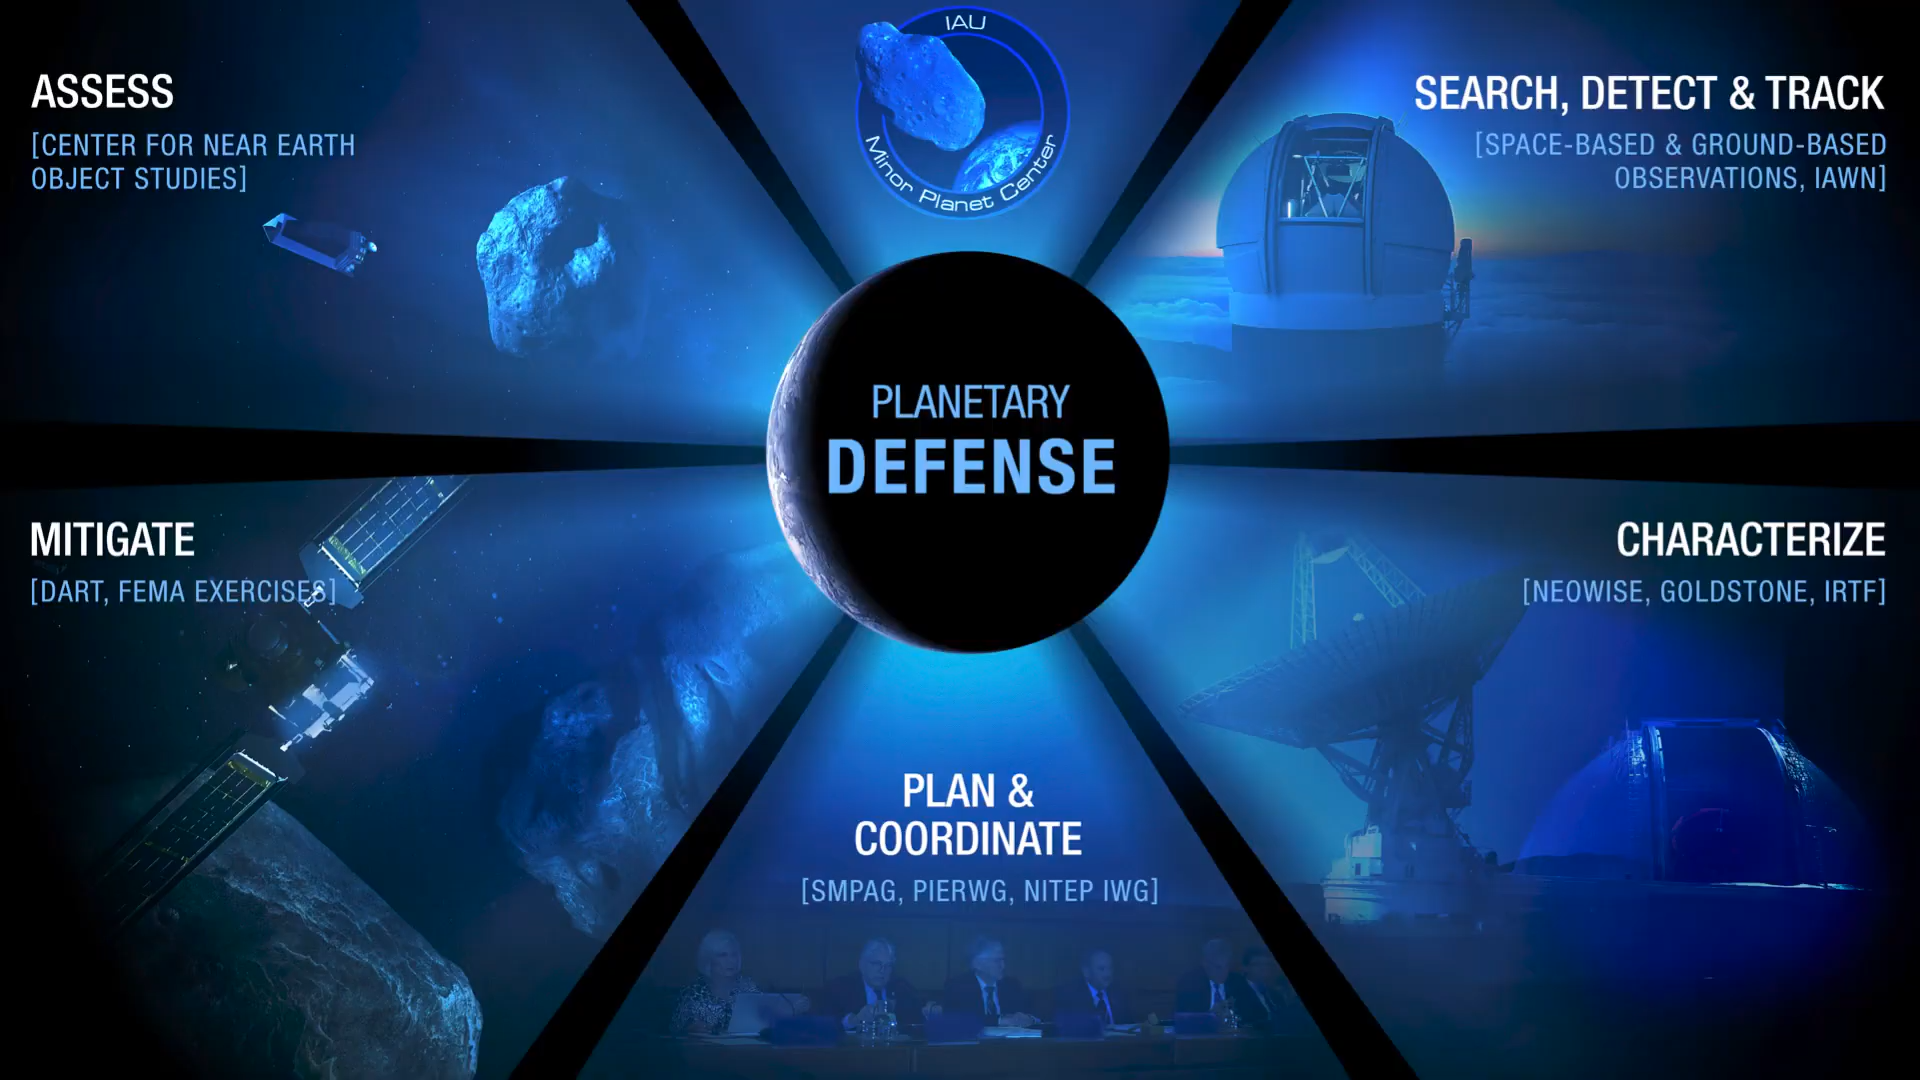 IAU
Minor Planet Center
ASSESS
[CENTER FOR NEAR EARTH
OBJECT STUDIES]
SEARCH, DETECT & TRACK
[SPACE-BASED & GROUND-BASED
OBSERVATIONS, IAWN]
PLANETARY
DEFENSE
MITIGATE
[DART, FEMA EXERCISES]
CHARACTERIZE
[NEOWISE, GOLDSTONE, IRTF]
PLAN &
COORDINATE
[SMPAG, PIERWG, NITEP IWG]